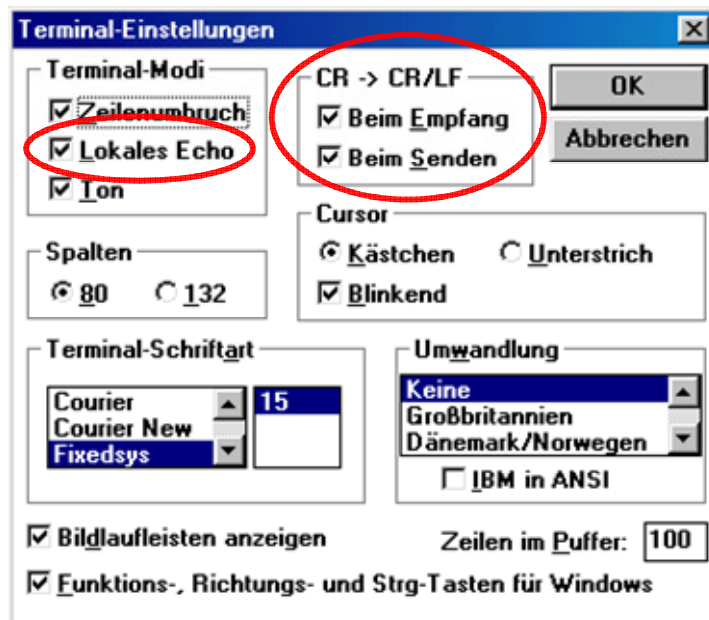 Terminal-Einstellungen
Terminal-Modi
Zeilenumbruch
Lokales Echo
Ton
CR -> CR/LF
Beim Empfang
Beim Senden
OK
Abbrechen
Spalten
80 132
Cursor
Kästchen Unterstrich
Blinkend
Terminal-Schriftart
Courier
Courier New
Fixedsys
15
Umwandlung
Keine
Großbritannien
Dänemark/Norwegen
IBM in ANSI
Bildlaufleisten anzeigen
Zeilen im Puffer: 100
Funktions-, Richtungs- und Strg-Tasten für Windows